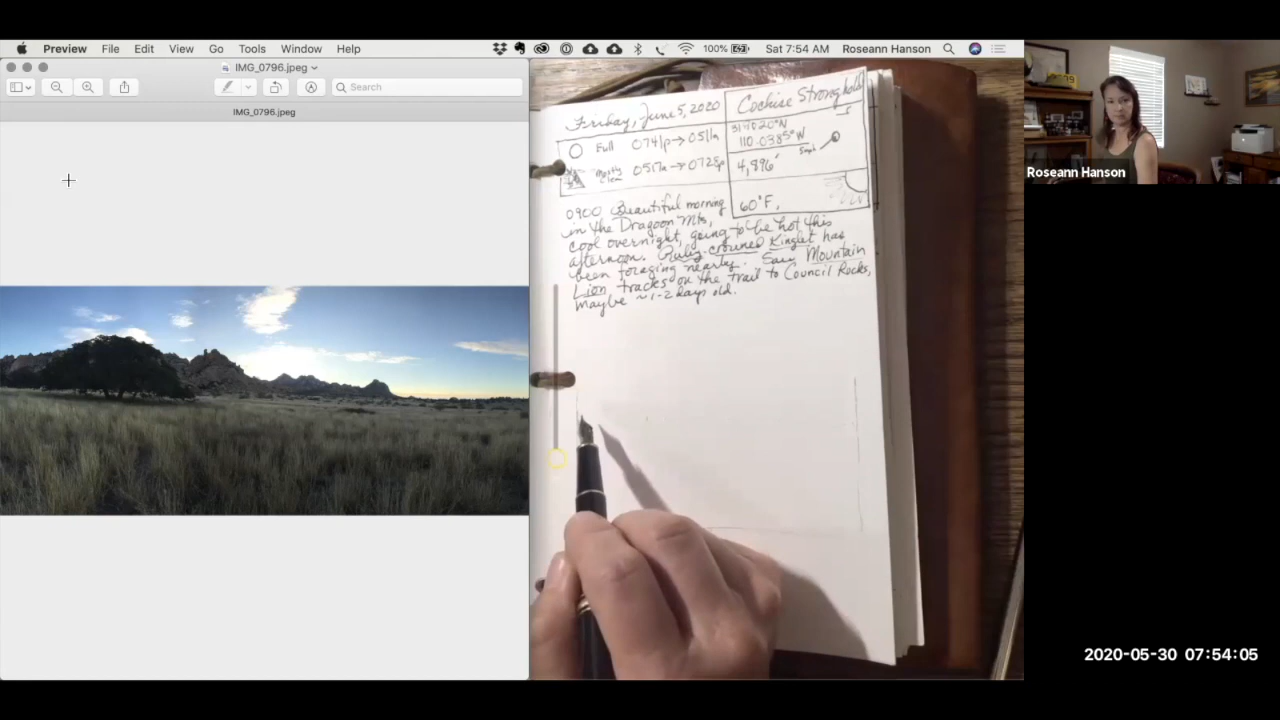 Preview File Edit View Go Tools Window Help
100% Sat 7:54 AM Roseann Hanson
IMG_0796.jpeg
Search
IMG_0796.jpeg
Friday, June 5, 2020
Cochise Stronghold
Full 0741p → 0511a
Mostly Clear 0517a → 0725p
110.0385°W
5mph
4,896'
60°F.
0900 Beautiful morning
in the Dragoon Mts,
cool overnight, going to be hot this
afternoon. Ruby-crowned Kinglet has
been foraging nearby. Saw Mountain
Lion tracks on the trail to Council Rocks,
Maybe ~1-2 days old.
Roseann Hanson
2020-05-30 07:54:05